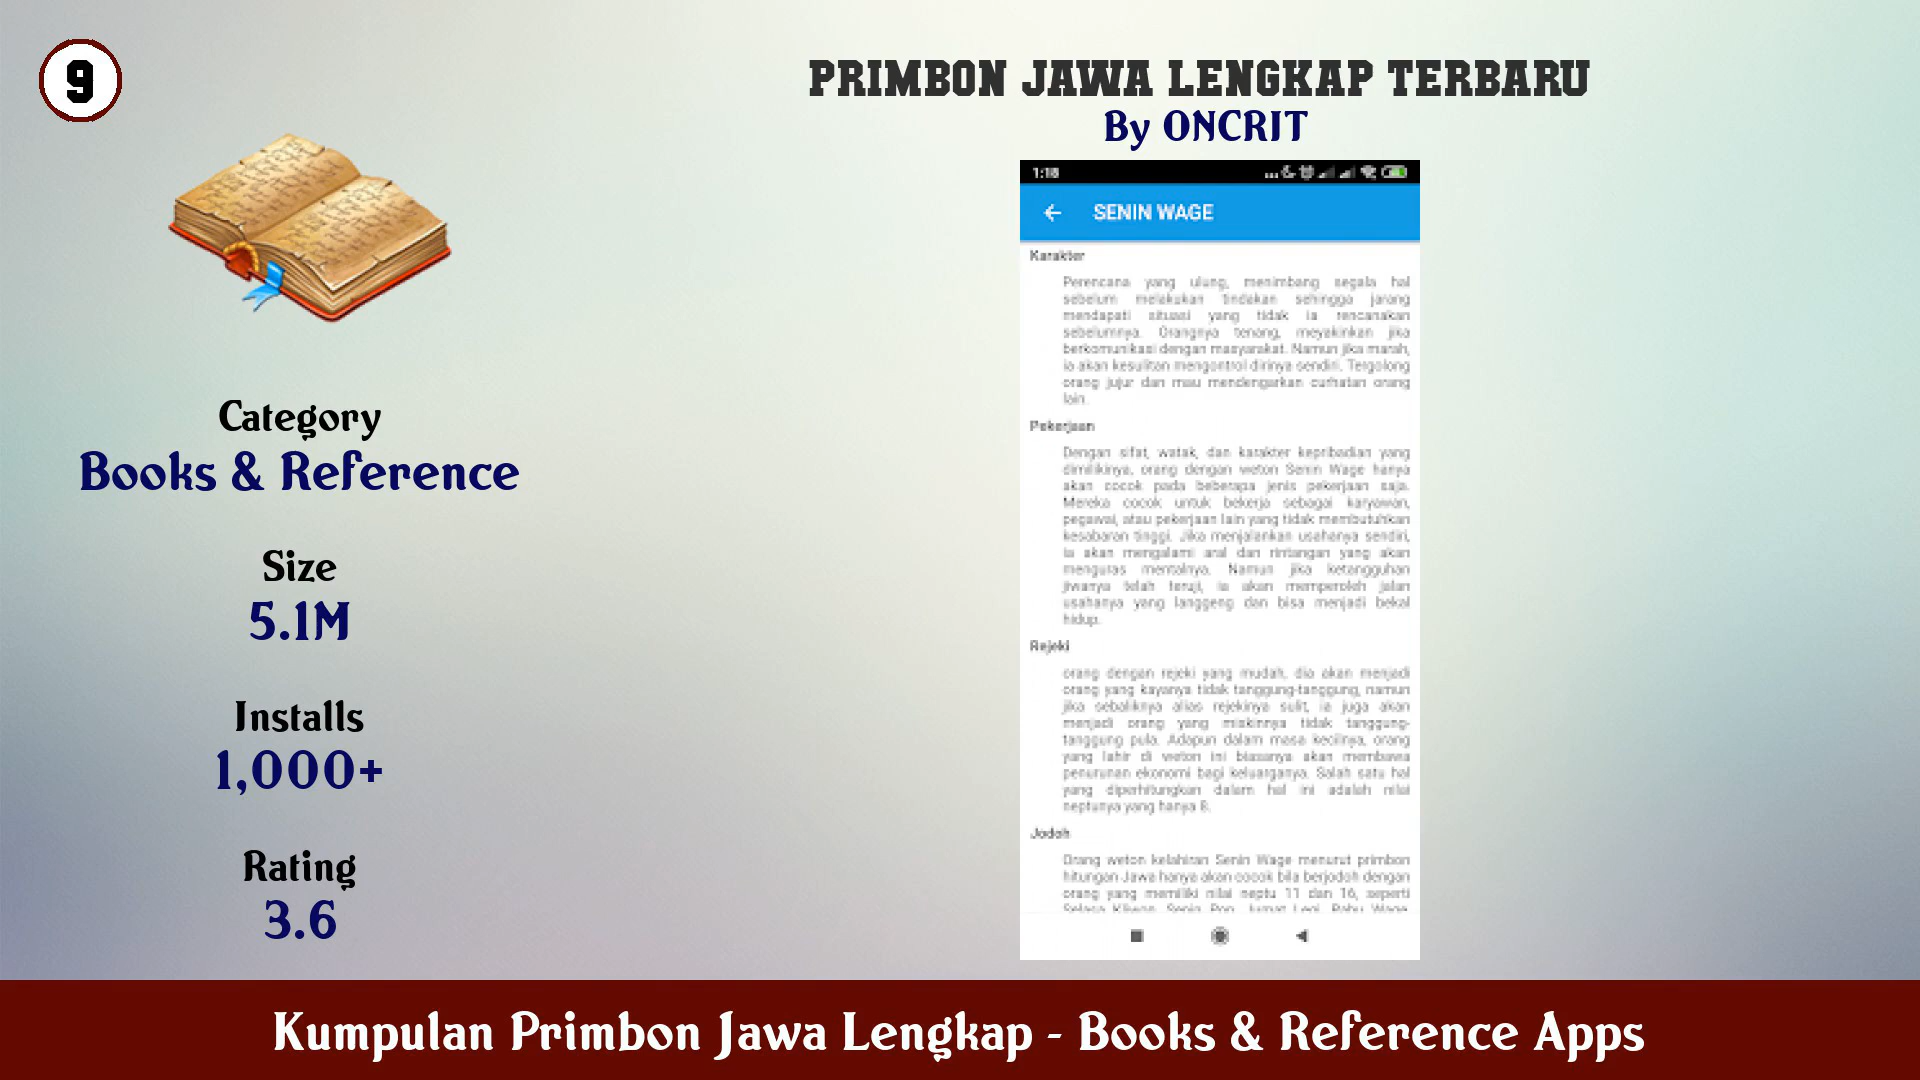 9
PRIMBON JAWA LENGKAP TERBARU
By ONCRIT
Category
Books & Reference
Size
5.1M
Installs
1,000+
Rating
3.6
1:18
SENIN WAGE
Karakter
Perencana yang ulung, menimbang segala hal
sebelum melakukan tindakan sehingga jarang
mendapati situasi yang tidak ia rencanakan
sebelumnya. Orangnya tenang, meyakinkan jika
berkomunikasi dengan masyarakat. Namun jika marah,
ia akan kesulitan mengontrol dirinya sendiri. Tergolong
orang jujur dan mau mendengarkan curhatan orang
lain.
Pekerjaan
Dengan sifat, watak, dan karakter kepribadian yang
dimilikinya, orang dengan weton Senin Wage hanya
akan cocok pada beberapa jenis pekerjaan saja.
Mereka cocok untuk bekerja sebagai karyawan,
pegawai, atau pekerjaan lain yang tidak membutuhkan
kesabaran tinggi. Jika menjalankan usahanya sendiri,
ia akan mengalami aral dan rintangan yang akan
menguras mentalnya. Namun jika ketangguhan
jiwanya telah teruji, ia akan memperoleh jalan
usahanya yang langgeng dan bisa menjadi bekal
hidup.
Rejeki
orang dengan rejeki yang mudah, dia akan menjadi
orang yang kayanya tidak tanggung-tanggung, namun
jika sebaliknya alias rejekinya sulit, ia juga akan
menjadi orang yang miskinnya tidak tanggung-
tanggung pula. Adapun dalam masa kecilnya, orang
yang lahir di weton ini biasanya akan membawa
penurunan ekonomi bagi keluarganya. Salah satu hal
yang diperhitungkan dalam hal ini adalah nilai
neptunya yang hanya 8.
Jodoh
Orang weton kelahiran Senin Wage menurut primbon
hitungan Jawa hanya akan cocok bila berjodoh dengan
orang yang memiliki nilai neptu 11 dan 16, seperti
Selasa Kliwon, Senin Pon, Jumat Legi, Rabu Wage,
Kumpulan Primbon Jawa Lengkap - Books & Reference Apps